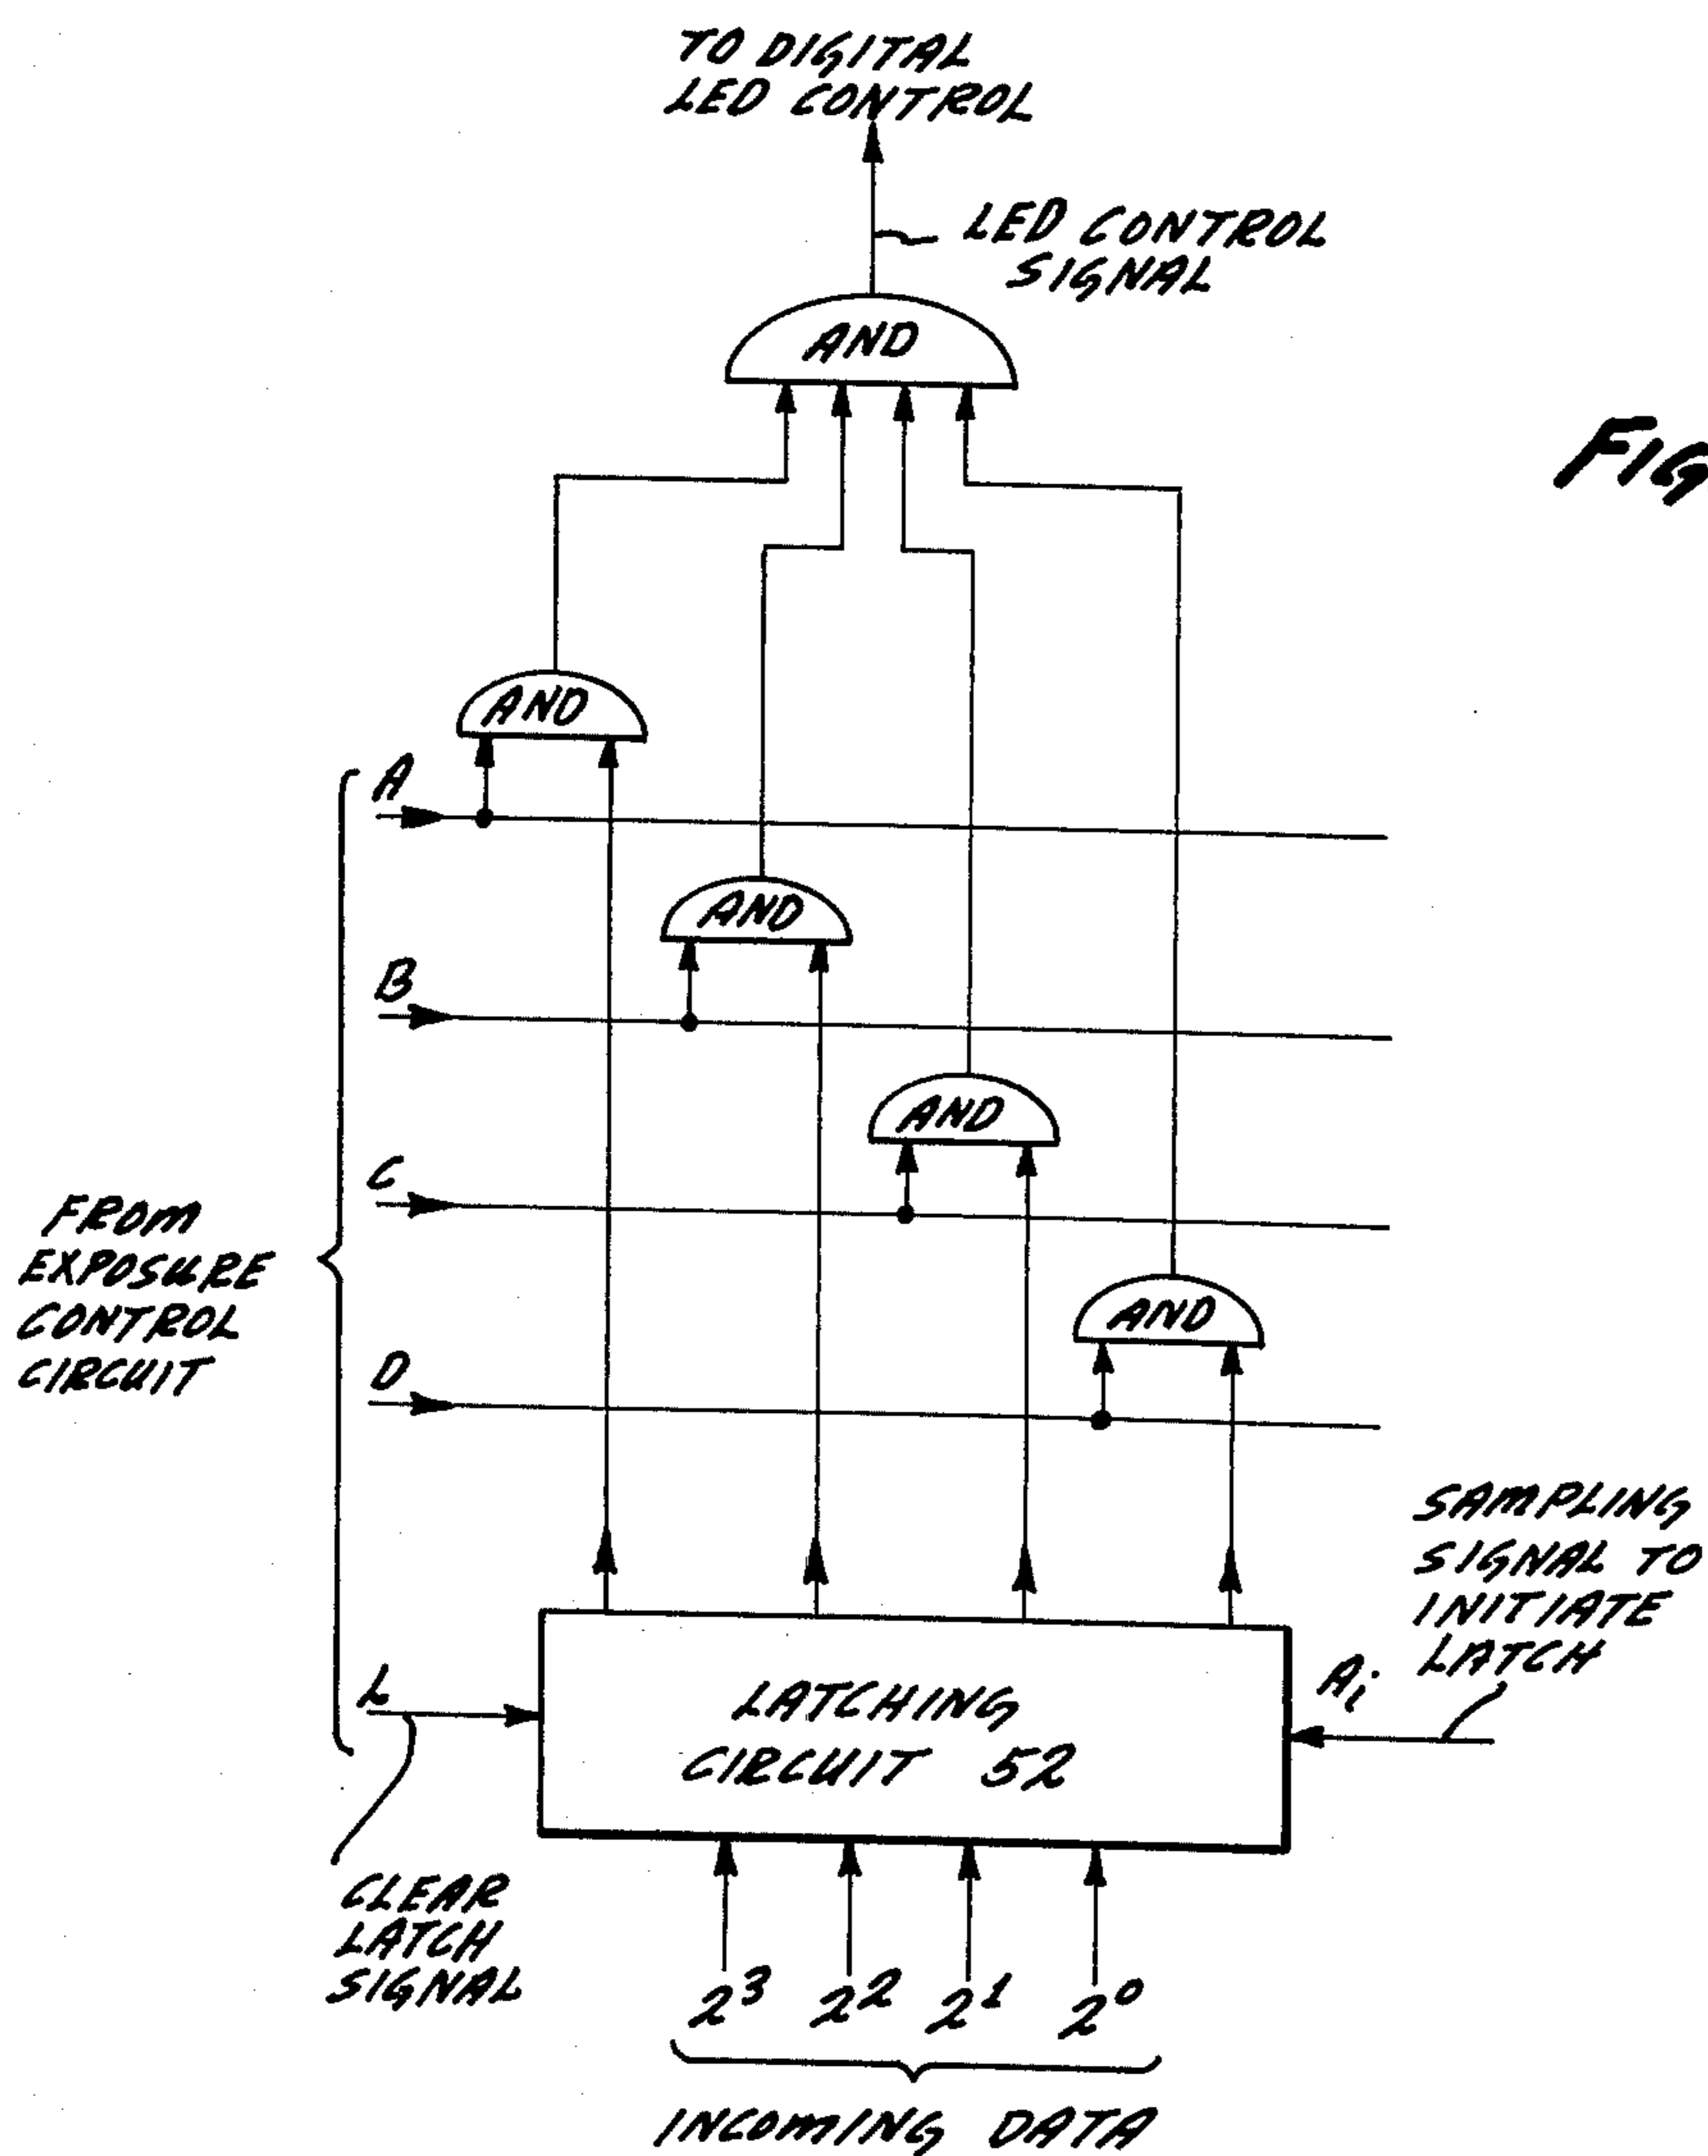 TO DIGITAL
LED CONTROL
LED CONTROL
SIGNAL
AND
FIG
AND
A
AND
B
AND
C
FROM
EXPOSURE
CONTROL
CIRCUIT
AND
D
SAMPLING
SIGNAL TO
INITIATE
LATCH
L
Ai
LATCHING
CIRCUIT 52
CLEAR
LATCH
SIGNAL
2³ 2² 2¹ 2⁰
INCOMING DATA